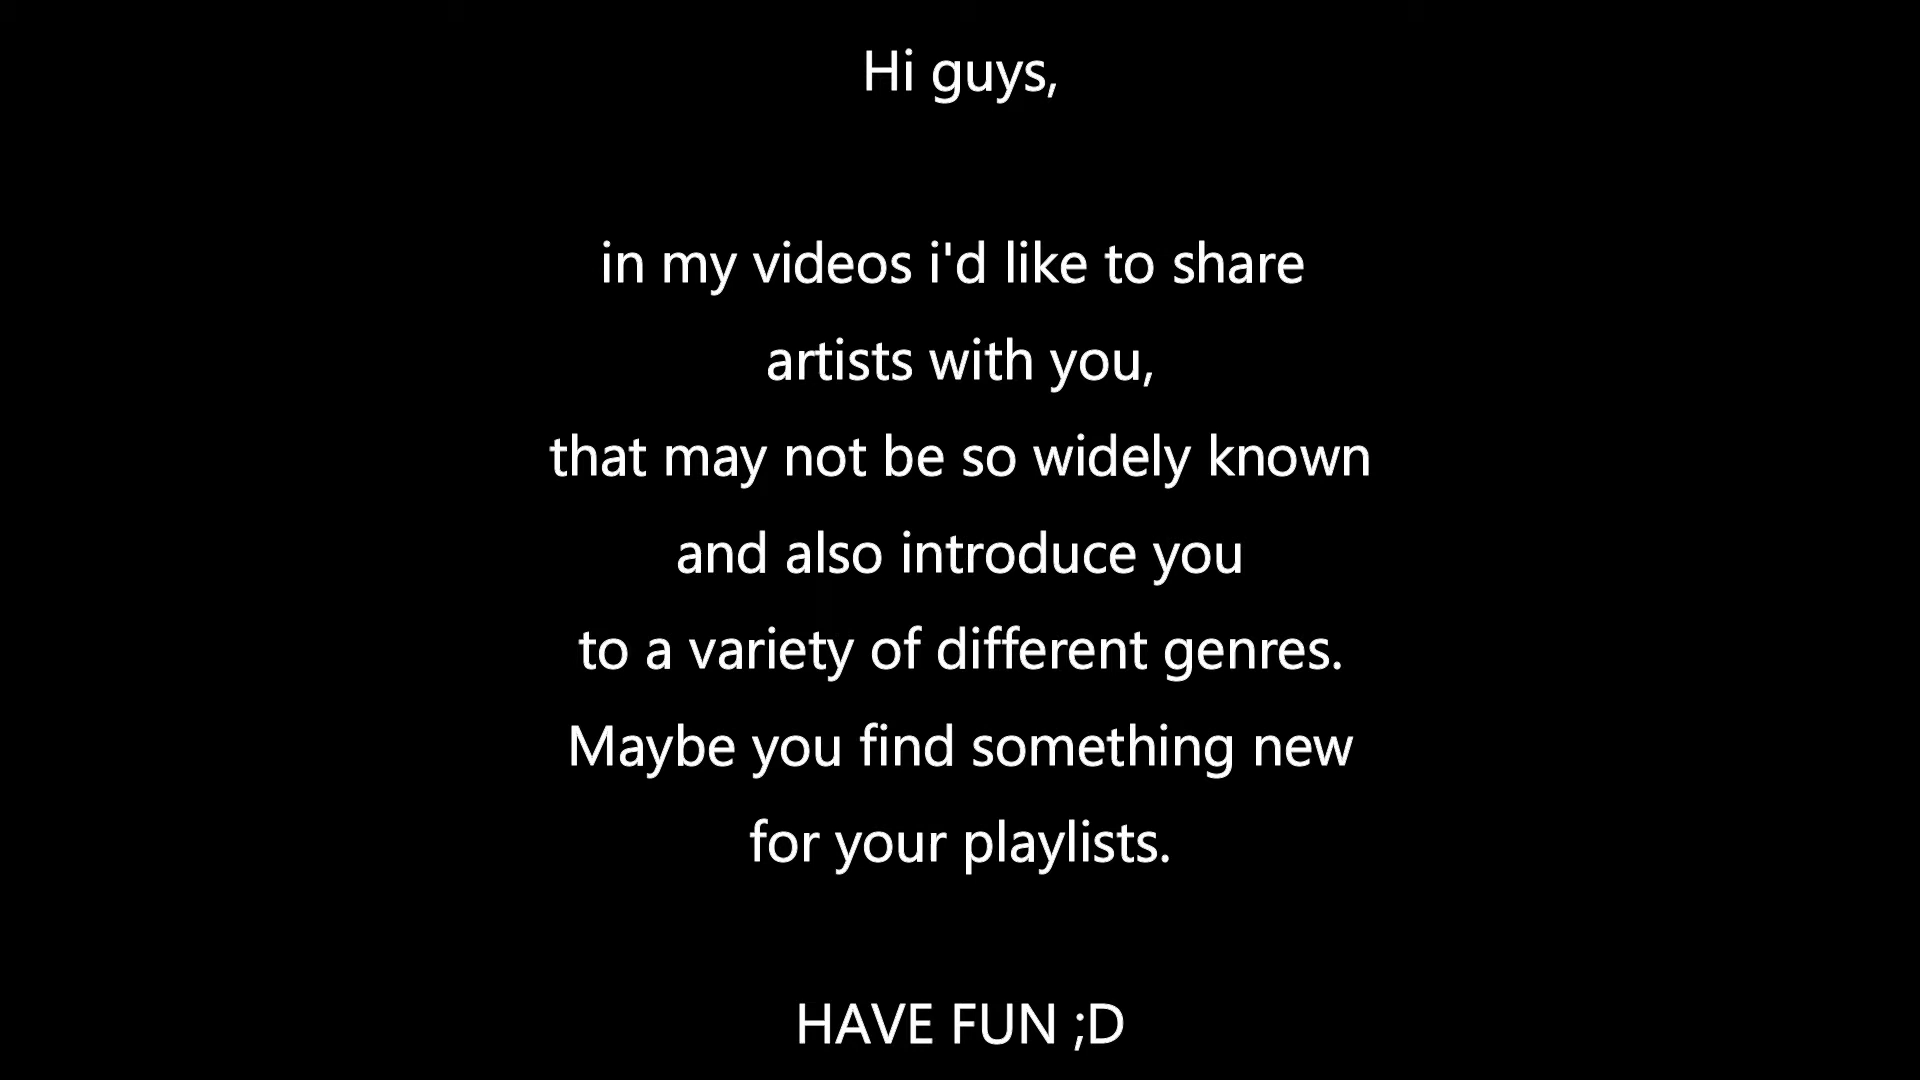 Hi guys,
in my videos i'd like to share
artists with you,
that may not be so widely known
and also introduce you
to a variety of different genres.
Maybe you find something new
for your playlists.
HAVE FUN ;D